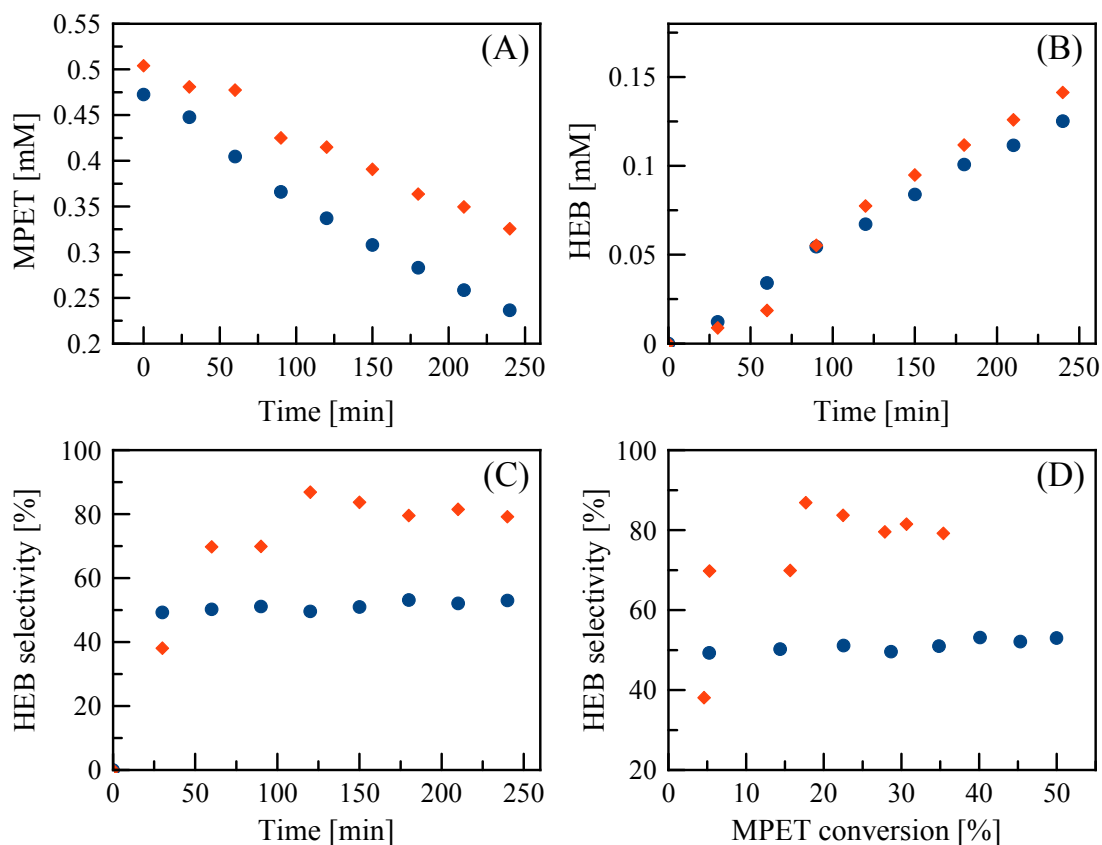 (A)
MPET [mM]
0.55
0.5
0.45
0.4
0.35
0.3
0.25
0.2
0 50 100 150 200 250
Time [min]
(B)
HEB [mM]
0.15
0.1
0.05
0
0 50 100 150 200 250
Time [min]
(C)
HEB selectivity [%]
100
80
60
40
20
0
0 50 100 150 200 250
Time [min]
(D)
HEB selectivity [%]
100
80
60
40
20
0 10 20 30 40 50
MPET conversion [%]